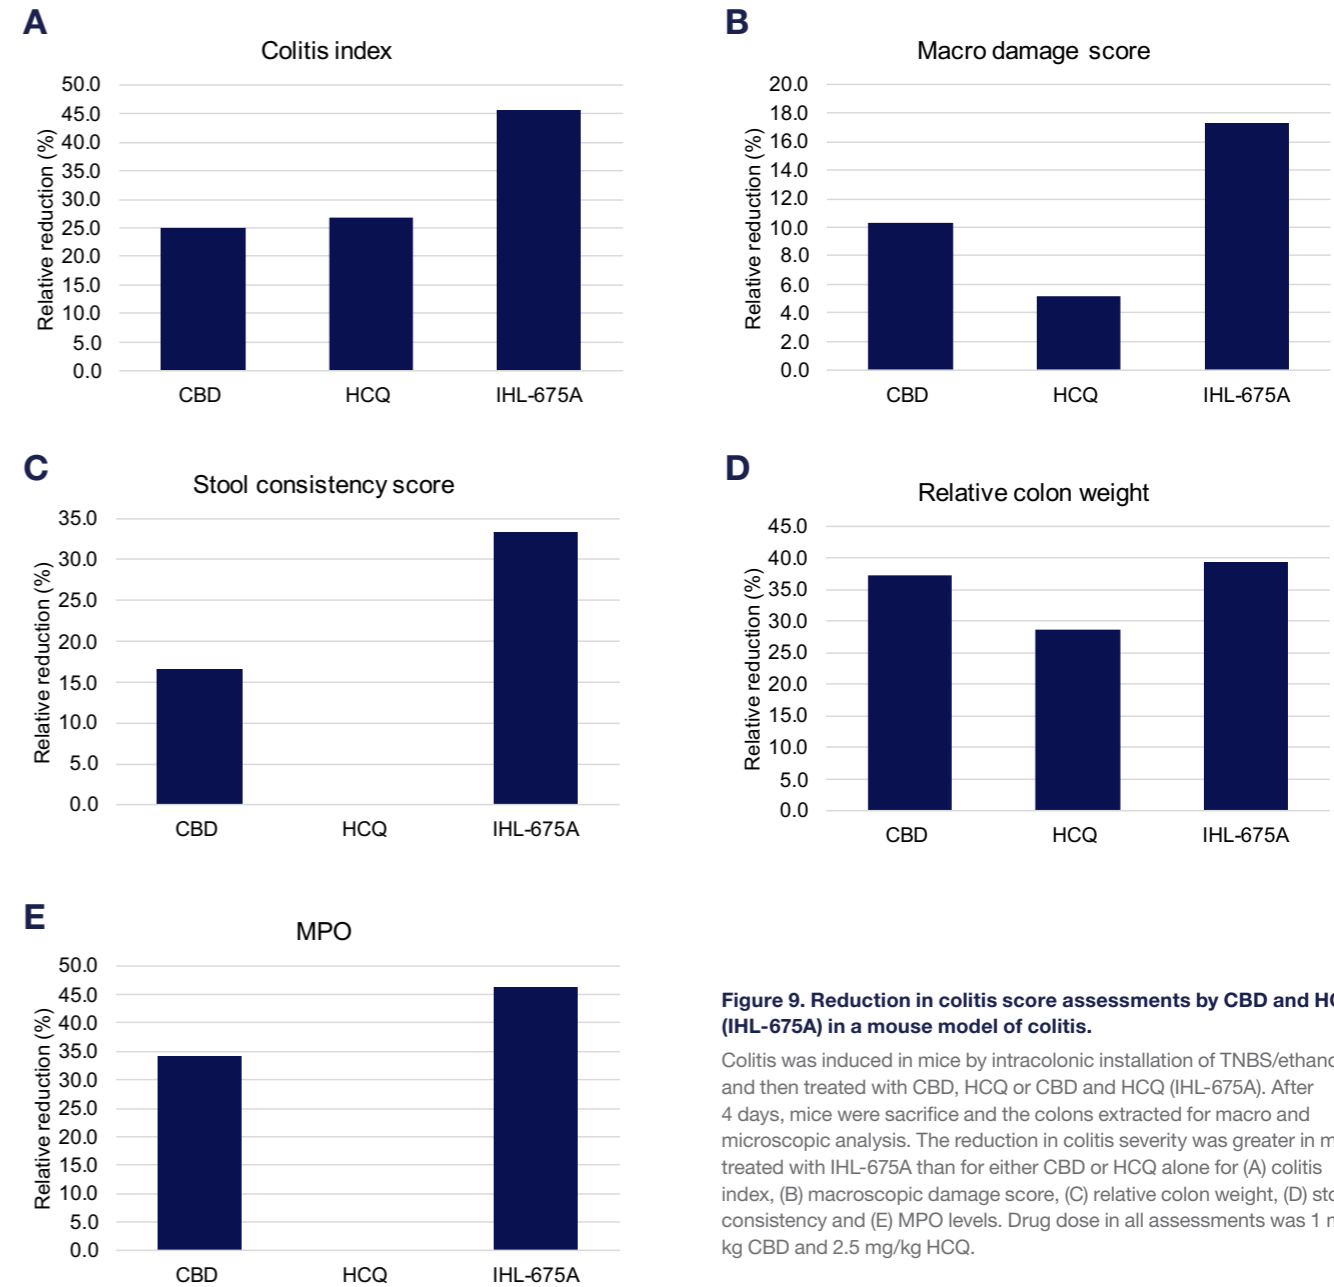 A
Colitis index
Relative reduction (%)
50.0
45.0
40.0
35.0
30.0
25.0
20.0
15.0
10.0
5.0
0.0
CBD HCQ IHL-675A
B
Macro damage score
Relative reduction (%)
20.0
18.0
16.0
14.0
12.0
10.0
8.0
6.0
4.0
2.0
0.0
CBD HCQ IHL-675A
C
Stool consistency score
Relative reduction (%)
35.0
30.0
25.0
20.0
15.0
10.0
5.0
0.0
CBD HCQ IHL-675A
D
Relative colon weight
Relative reduction (%)
45.0
40.0
35.0
30.0
25.0
20.0
15.0
10.0
5.0
0.0
CBD HCQ IHL-675A
E
MPO
Relative reduction (%)
50.0
45.0
40.0
35.0
30.0
25.0
20.0
15.0
10.0
5.0
0.0
CBD HCQ IHL-675A
Figure 9. Reduction in colitis score assessments by CBD and
(IHL-675A) in a mouse model of colitis.
Colitis was induced in mice by intracolonic installation of
and then treated with CBD, HCQ or CBD and HCQ (IHL-675A). After
4 days, mice were sacrifice and the colons extracted for macro and
microscopic analysis. The reduction in colitis severity was greater in
treated with IHL-675A than for either CBD or HCQ alone for (A) colitis
index, (B) macroscopic damage score, (C) relative colon weight, (D)
consistency and (E) MPO levels. Drug dose in all assessments was 1
kg CBD and 2.5 mg/kg HCQ.